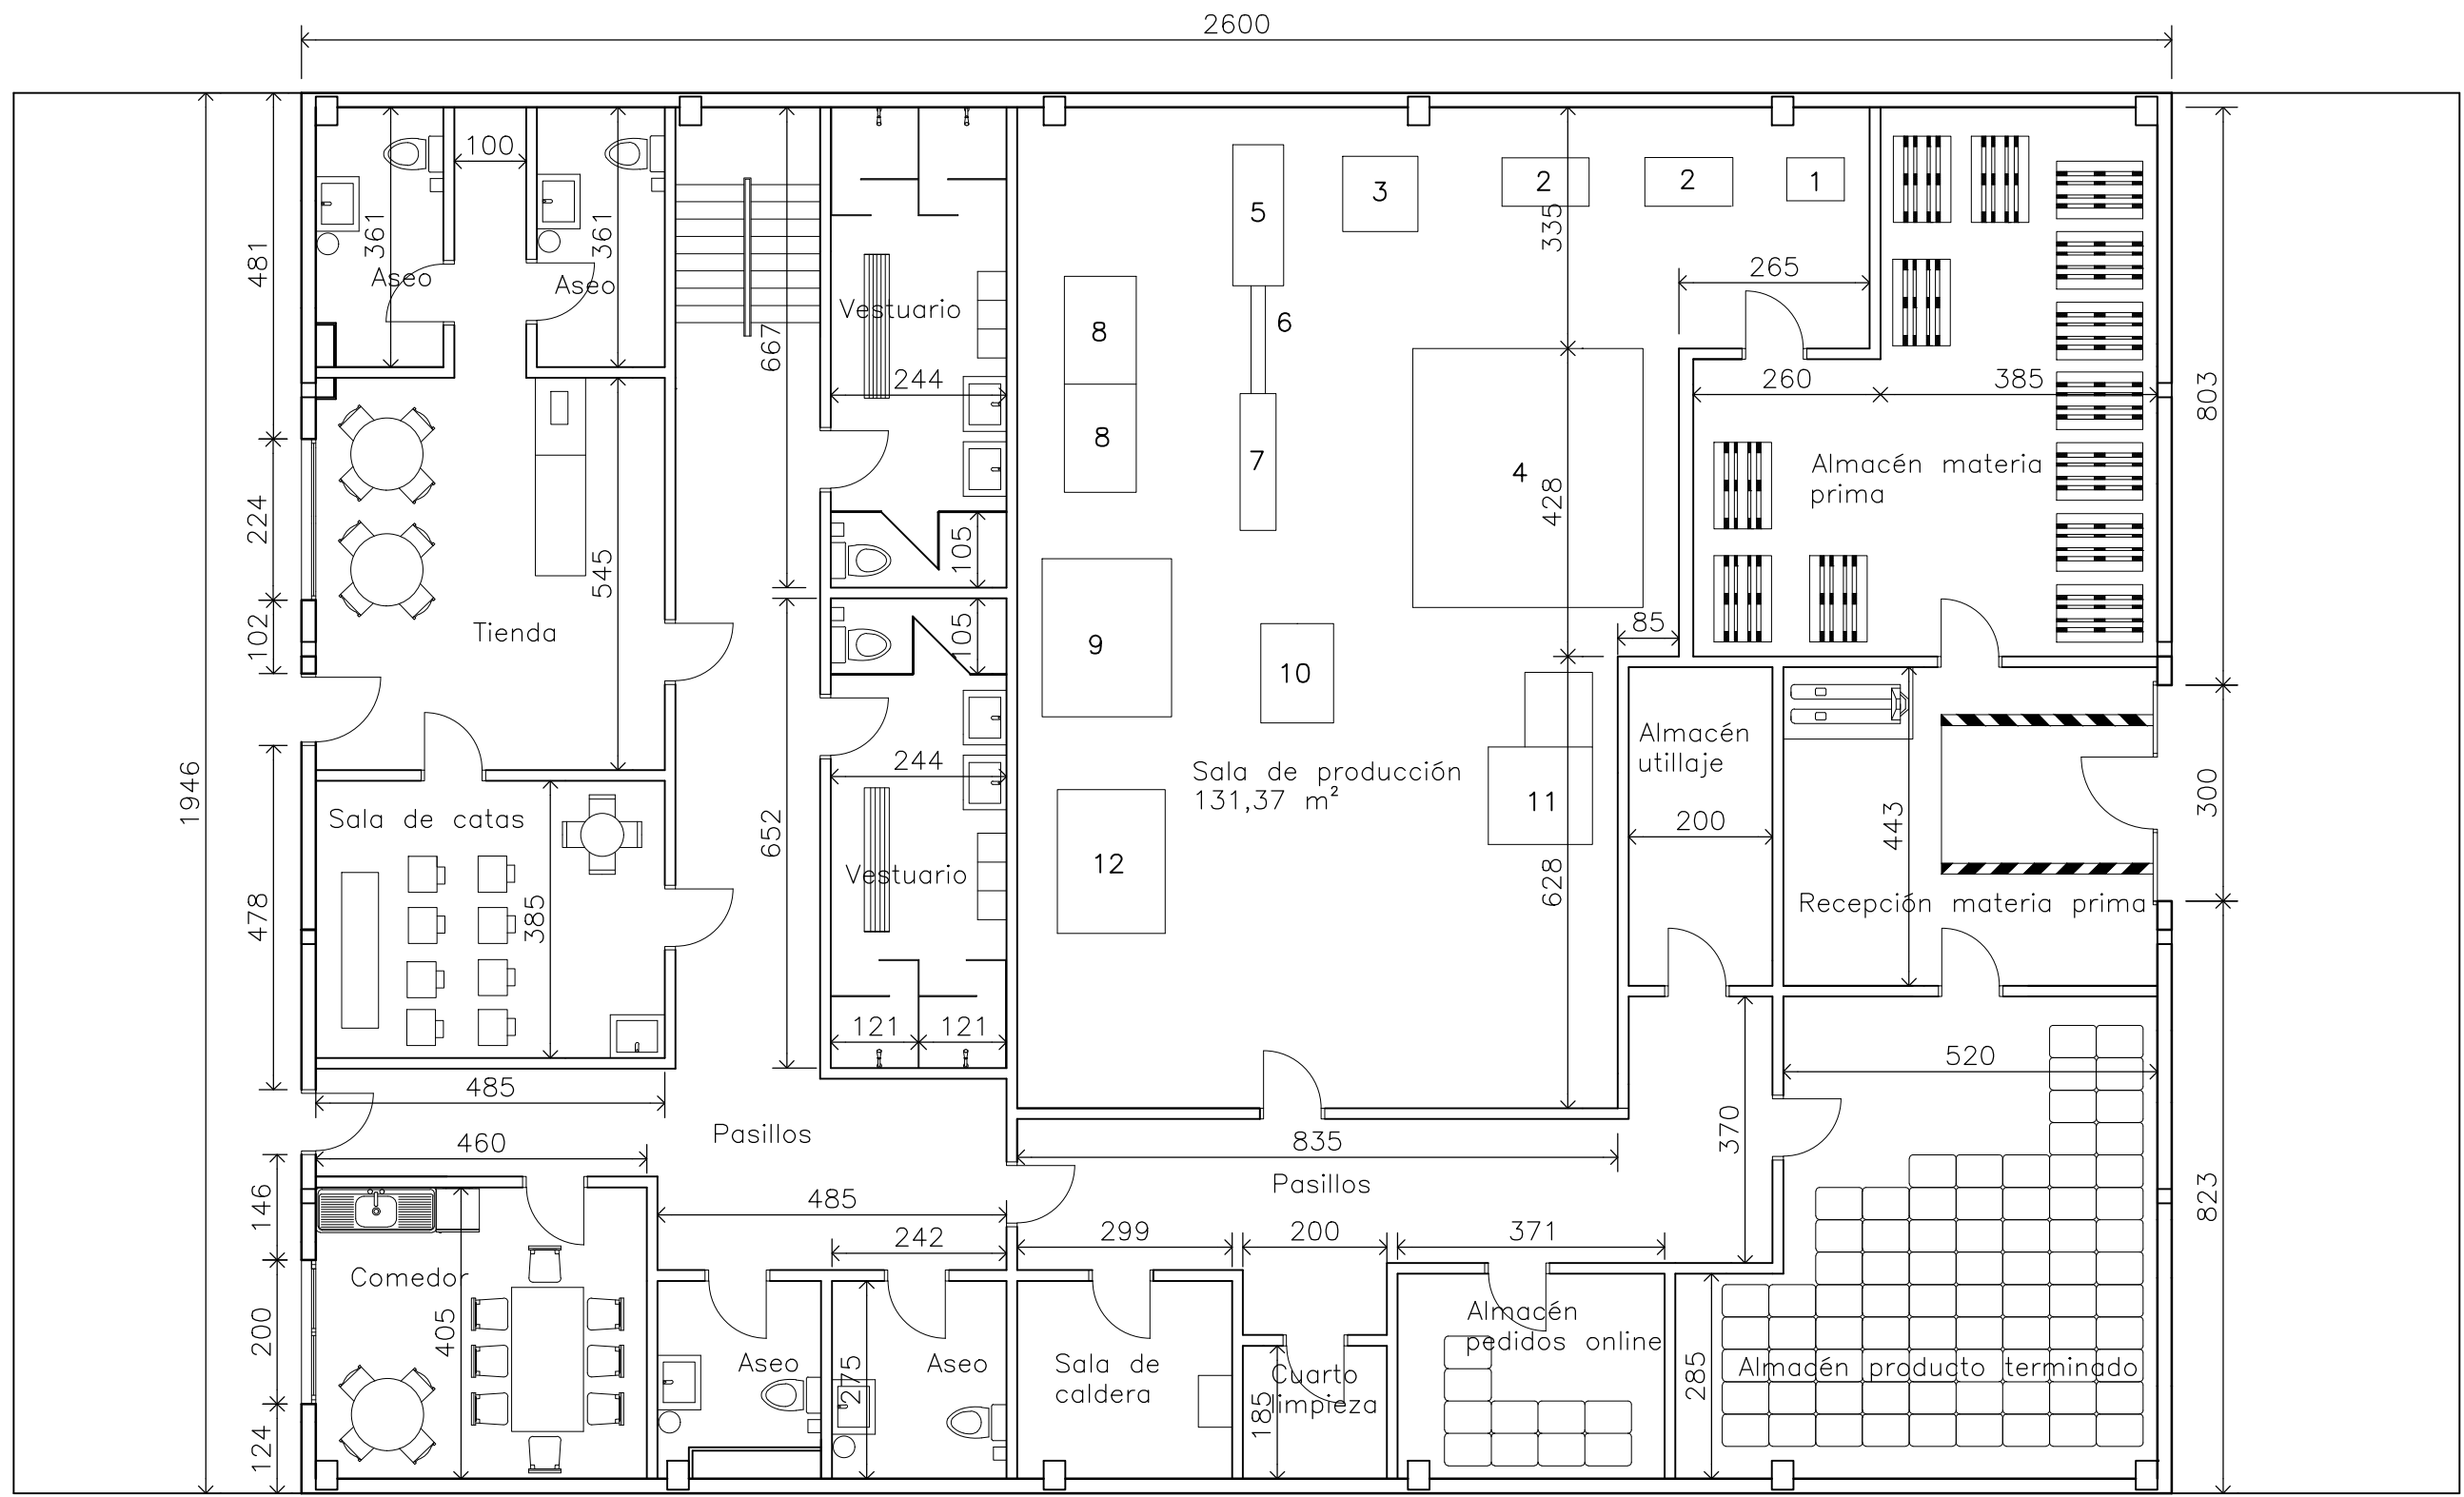 2600
100
361
361
481
Aseo
Aseo
5
3
2
2
1
335
265
6
Vestuario
667
8
244
260
385
803
8
7
4
Almacén materia
prima
428
224
545
105
102
Tienda
105
85
9
10
1946
244
Sala de producción
131,37 m²
Almacén
utillaje
11
300
Sala de catas
652
200
443
12
Vestuario
628
478
385
Recepción materia prima
121
121
520
485
Pasillos
460
835
370
Pasillos
146
485
242
299
200
371
823
Comedor
405
200
Almacén
pedidos online
Aseo
275
Aseo
Sala de
caldera
Cuarto
limpieza
185
285
Almacén producto terminado
124